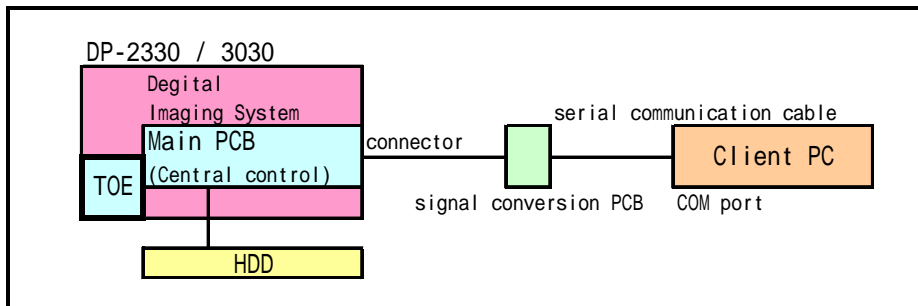 DP-2330 / 3030
Degital
Imaging System
serial communication cable
Main PCB
connector
Client PC
(Central control)
TOE
signal conversion PCB
COM port
HDD